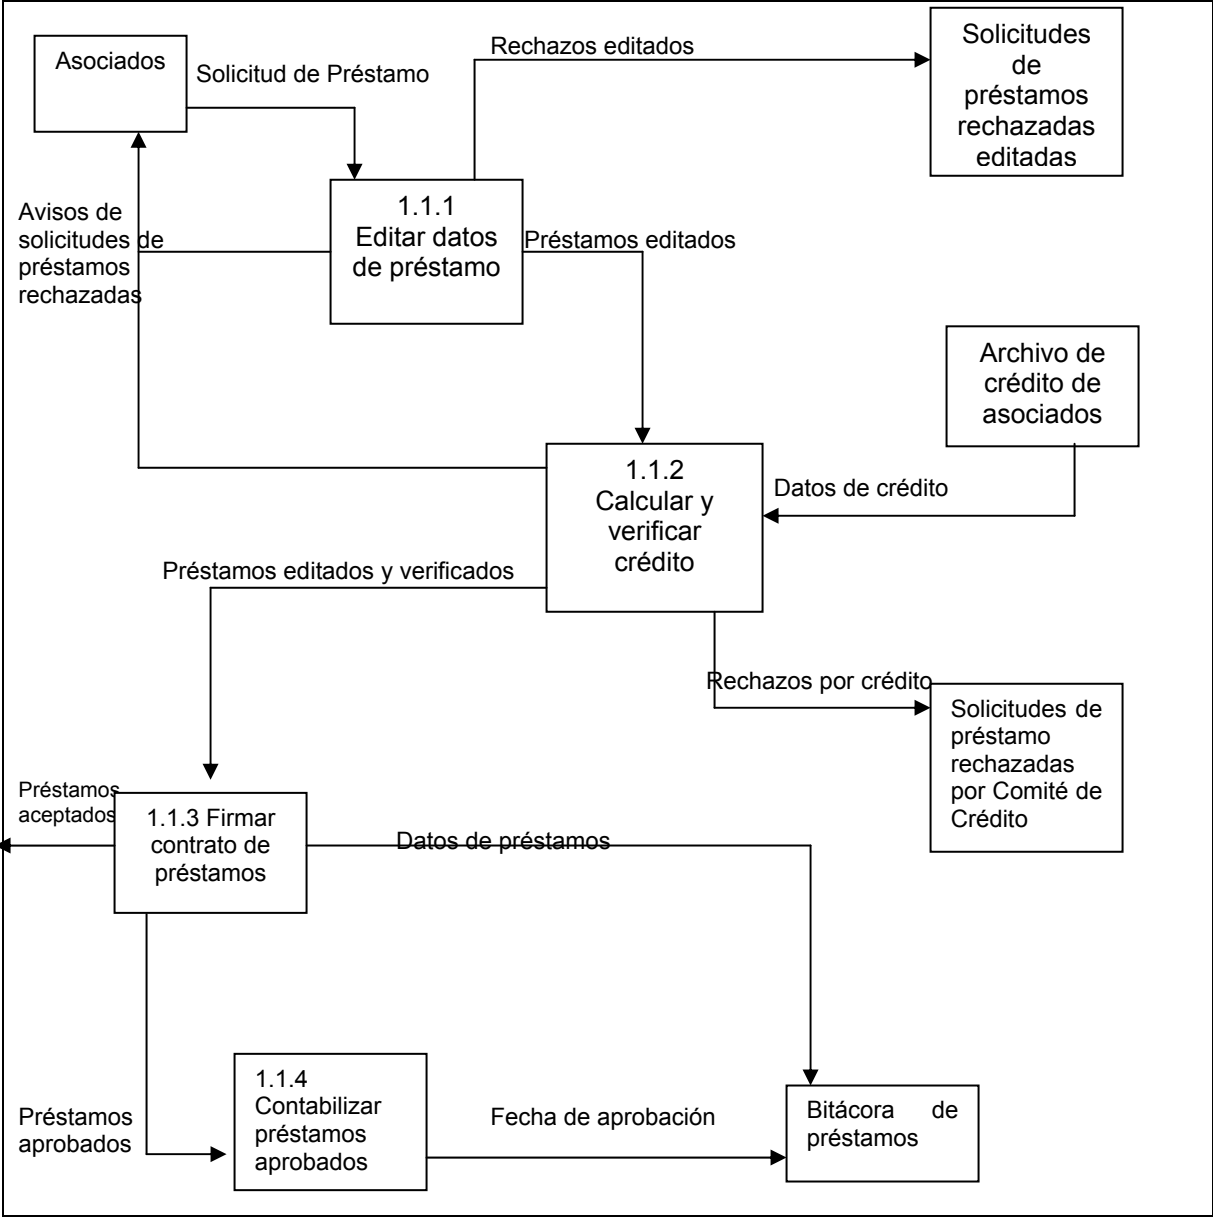 Asociados
Solicitud de Préstamo
Rechazos editados
Solicitudes
de
préstamos
rechazadas
editadas
Avisos de
solicitudes de
préstamos
rechazadas
1.1.1
Editar datos
de préstamo
Préstamos editados
Archivo de
crédito de
asociados
1.1.2
Calcular y
verificar
crédito
Datos de crédito
Préstamos editados y verificados
Rechazos por crédito
Solicitudes de
préstamo
rechazadas
por Comité de
Crédito
Préstamos
aceptados
1.1.3 Firmar
contrato de
préstamos
Datos de préstamos
Préstamos
aprobados
1.1.4
Contabilizar
préstamos
aprobados
Fecha de aprobación
Bitácora de
préstamos